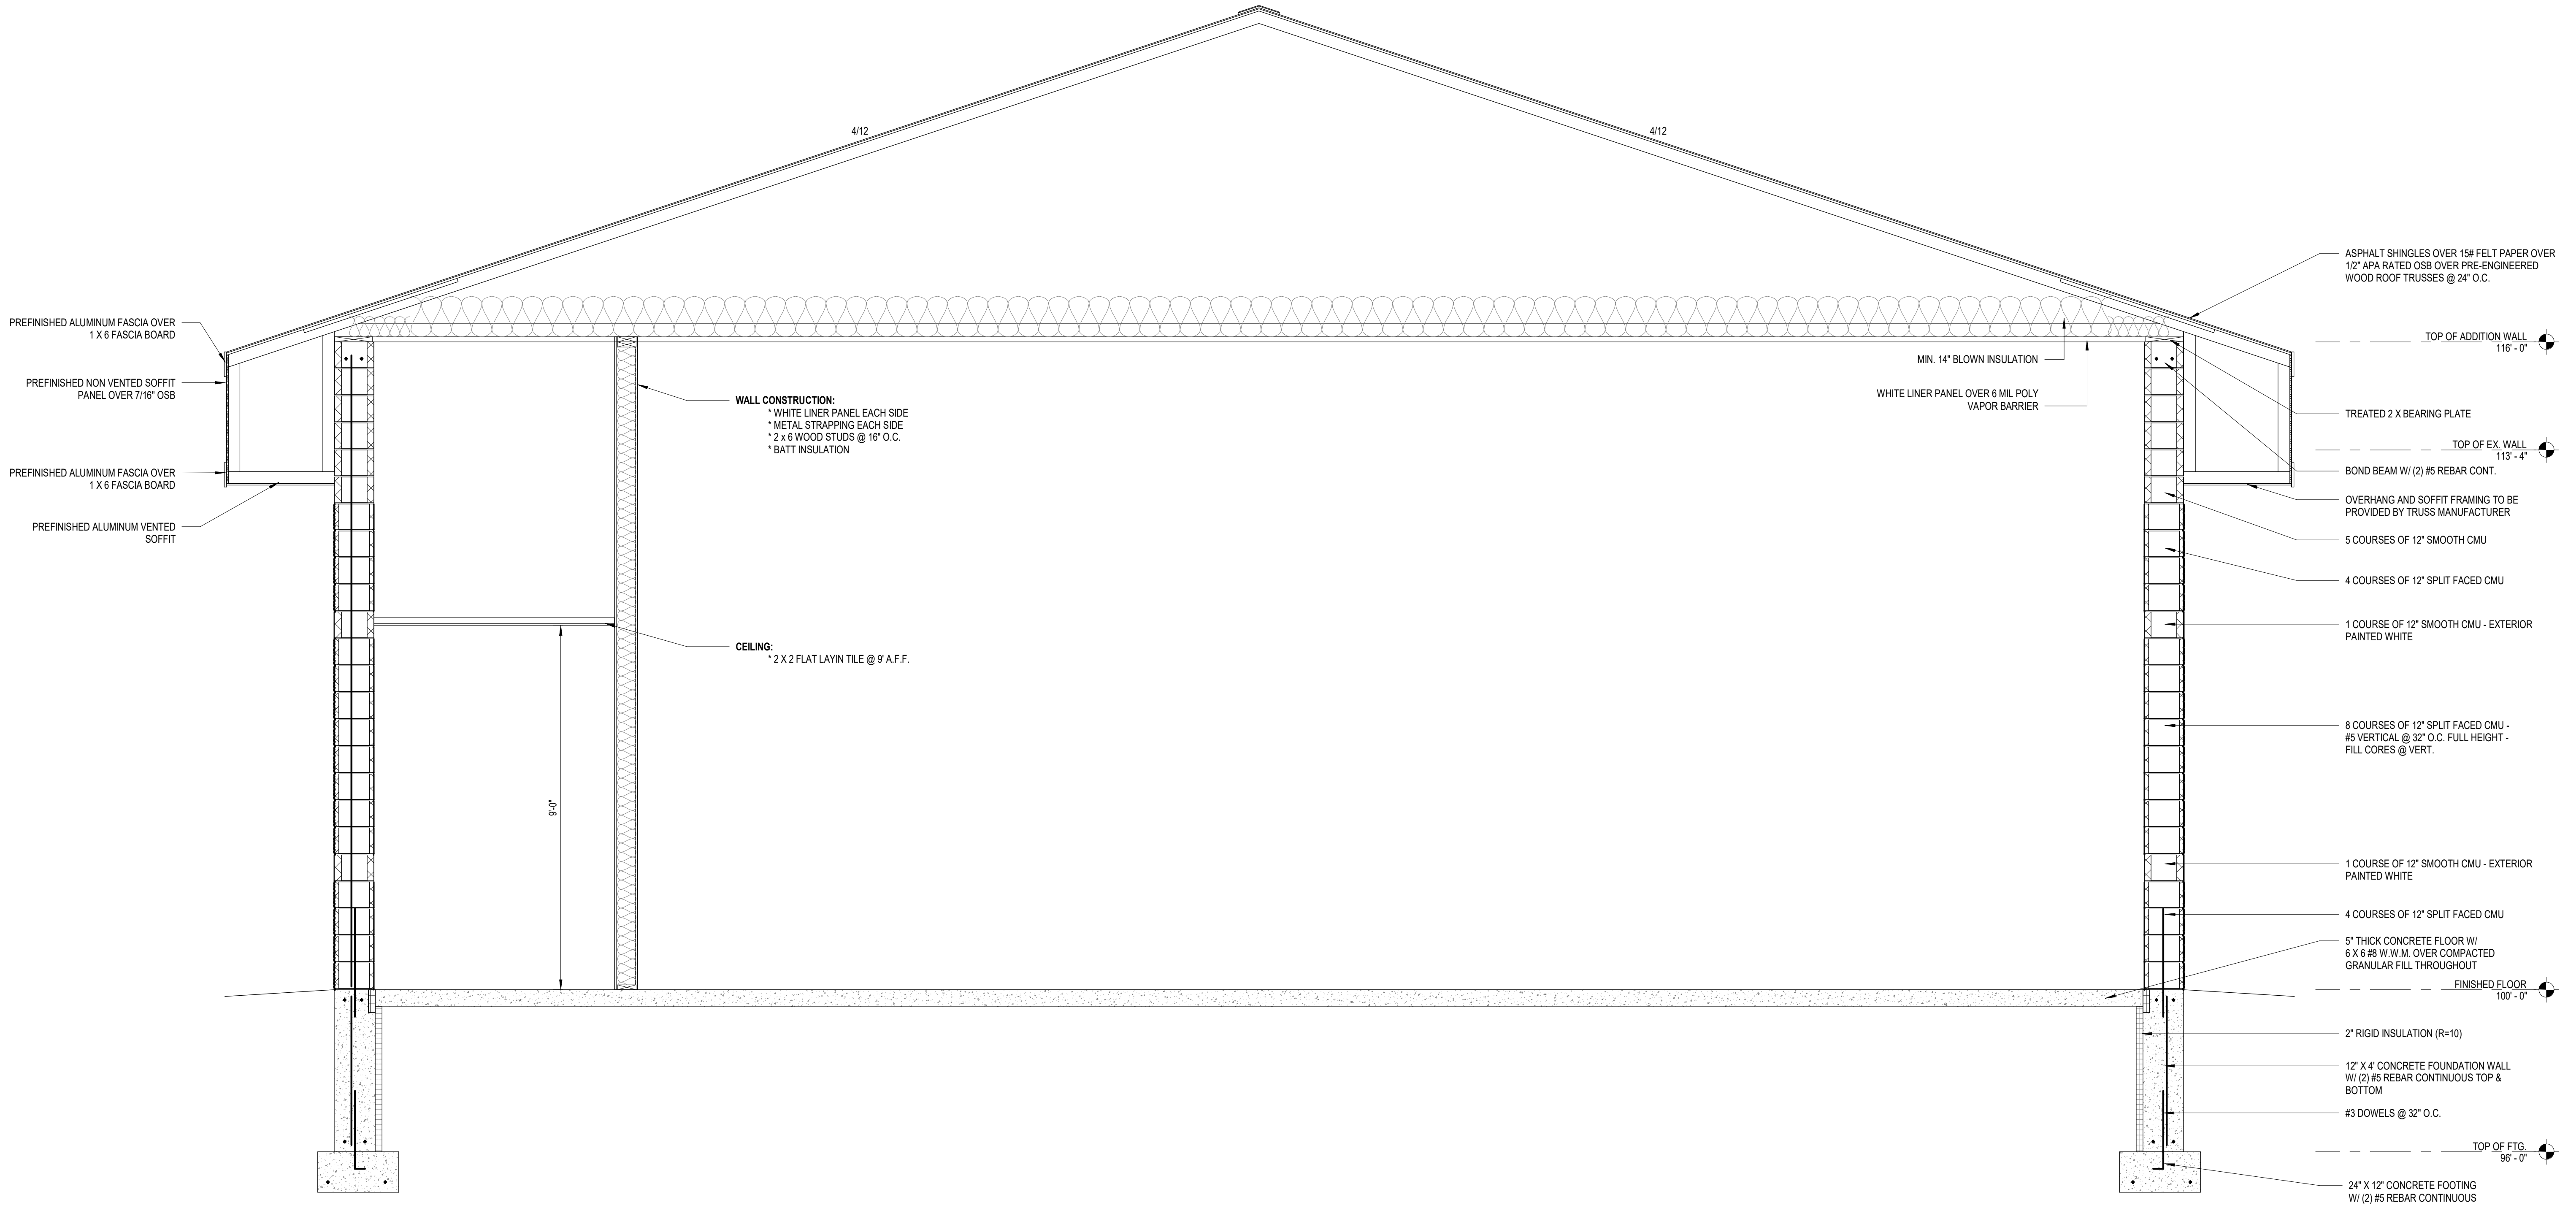 4/12
4/12
PREFINISHED ALUMINUM FASCIA OVER
1 X 6 FASCIA BOARD
PREFINISHED NON VENTED SOFFIT
PANEL OVER 7/16" OSB
PREFINISHED ALUMINUM FASCIA OVER
1 X 6 FASCIA BOARD
PREFINISHED ALUMINUM VENTED
SOFFIT
WALL CONSTRUCTION:
* WHITE LINER PANEL EACH SIDE
* METAL STRAPPING EACH SIDE
* 2 x 6 WOOD STUDS @ 16" O.C.
* BATT INSULATION
CEILING:
* 2 X 2 FLAT LAYIN TILE @ 9' A.F.F.
9'-0"
MIN. 14" BLOWN INSULATION
WHITE LINER PANEL OVER 6 MIL POLY
VAPOR BARRIER
ASPHALT SHINGLES OVER 15# FELT PAPER OVER
1/2" APA RATED OSB OVER PRE-ENGINEERED
WOOD ROOF TRUSSES @ 24" O.C.
TOP OF ADDITION WALL
116' - 0"
TREATED 2 X BEARING PLATE
TOP OF EX. WALL
113' - 4"
BOND BEAM W/ (2) #5 REBAR CONT.
OVERHANG AND SOFFIT FRAMING TO BE
PROVIDED BY TRUSS MANUFACTURER
5 COURSES OF 12" SMOOTH CMU
4 COURSES OF 12" SPLIT FACED CMU
1 COURSE OF 12" SMOOTH CMU - EXTERIOR
PAINTED WHITE
8 COURSES OF 12" SPLIT FACED CMU -
#5 VERTICAL @ 32" O.C. FULL HEIGHT -
FILL CORES @ VERT.
1 COURSE OF 12" SMOOTH CMU - EXTERIOR
PAINTED WHITE
4 COURSES OF 12" SPLIT FACED CMU
5" THICK CONCRETE FLOOR W/
6 X 6 #8 W.W.M. OVER COMPACTED
GRANULAR FILL THROUGHOUT
FINISHED FLOOR
100' - 0"
2" RIGID INSULATION (R=10)
12" X 4' CONCRETE FOUNDATION WALL
W/ (2) #5 REBAR CONTINUOUS TOP &
BOTTOM
#3 DOWELS @ 32" O.C.
TOP OF FTG.
96' - 0"
24" X 12" CONCRETE FOOTING
W/ (2) #5 REBAR CONTINUOUS